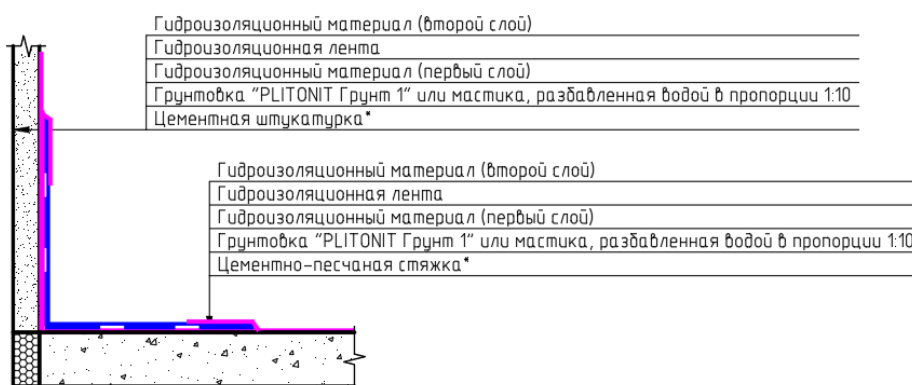 Гидроизоляционный материал (второй слой)
Гидроизоляционная лента
Гидроизоляционный материал (первый слой)
Грунтовка "PLITONIT Грунт 1" или мастика, разбавленная водой в пропорции 1:10
Цементная штукатурка*
Гидроизоляционный материал (второй слой)
Гидроизоляционная лента
Гидроизоляционный материал (первый слой)
Грунтовка "PLITONIT Грунт 1" или мастика, разбавленная водой в пропорции 1:10
Цементно-песчаная стяжка*